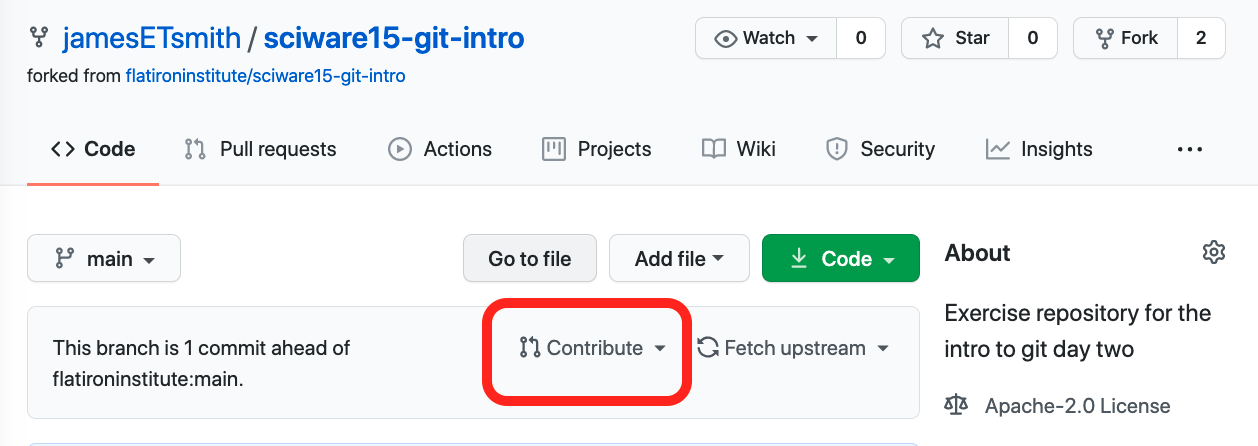 jamesETsmith / sciware15-git-intro
Watch 0
Star 0
Fork 2
forked from flatironinstitute/sciware15-git-intro
Code
Pull requests
Actions
Projects
Wiki
Security
Insights
main
Go to file
Add file
Code
This branch is 1 commit ahead of
flatironinstitute:main.
Contribute
Fetch upstream
About
Exercise repository for the
intro to git day two
Apache-2.0 License